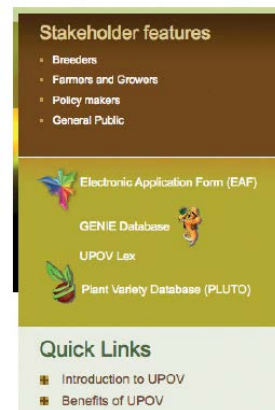 Stakeholder features
Breeders
Farmers and Growers
Policy makers
General Public
Electronic Application Form (EAF)
GENIE Database
UPOV Lex
Plant Variety Database (PLUTO)
Quick Links
Introduction to UPOV
Benefits of UPOV